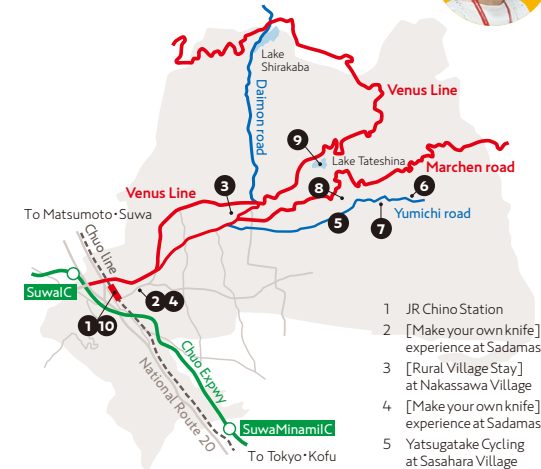 Lake
Shirakaba
Daimon road
Venus Line
9
Lake Tateshina
Marchen road
Venus Line
3
8
6
To Matsumoto・Suwa
5
7
Yumichi road
Chuo line
SuwaIC
2 4
1 10
Chuo Expwy
National Route 20
SuwaMinamiIC
To Tokyo・Kofu
1 JR Chino Station
2 [Make your own knife]
experience at Sadamas
3 [Rural Village Stay]
at Nakassawa Village
4 [Make your own knife]
experience at Sadamas
5 Yatsugatake Cycling
at Sasahara Village